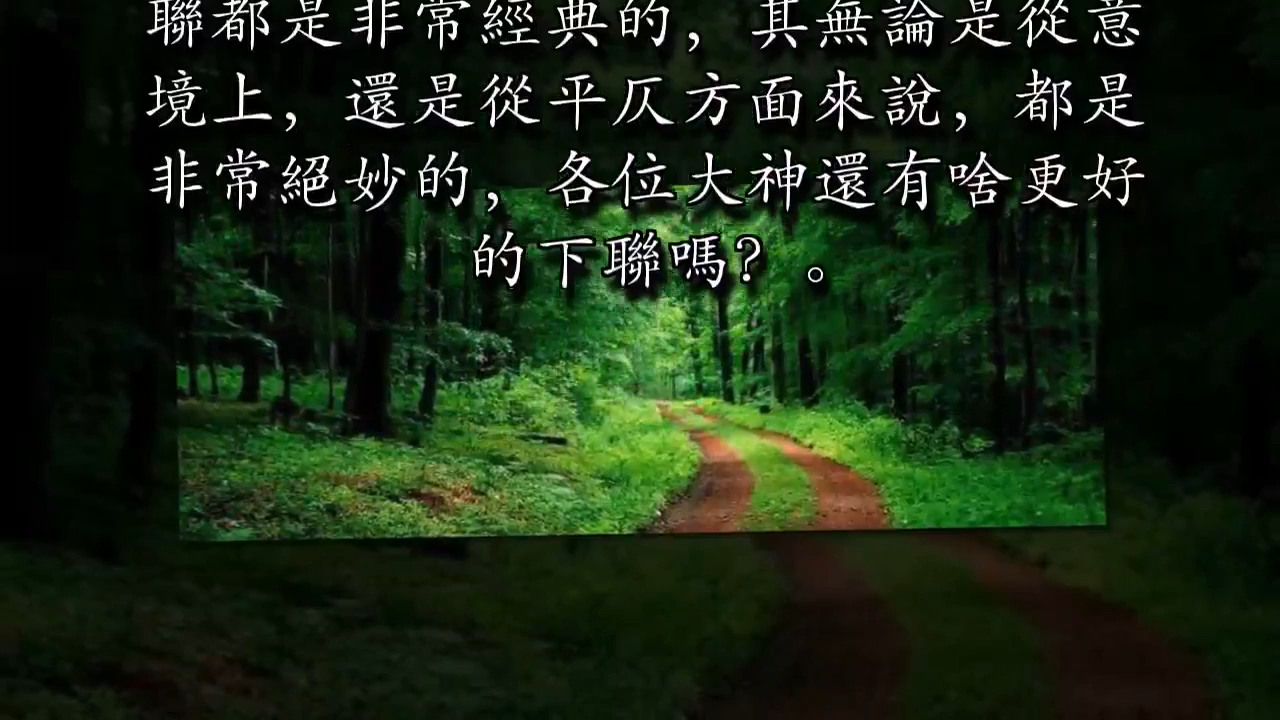 聯都是非常經典的，其無論是從意
境上，還是從平仄方面來說，都是
非常絕妙的，各位大神還有啥更好
的下聯嗎？。